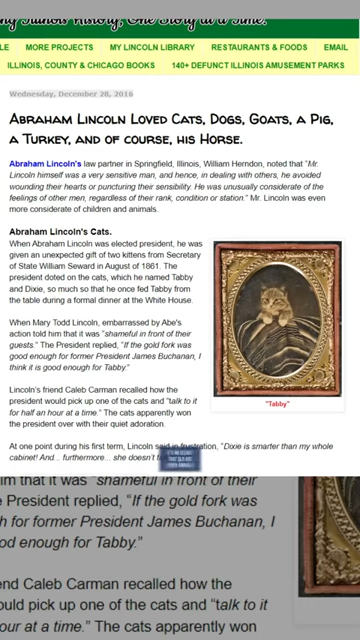 ng Illinois History, One Story at a Time.
LE MORE PROJECTS MY LINCOLN LIBRARY RESTAURANTS & FOODS EMAIL
ILLINOIS, COUNTY & CHICAGO BOOKS 140+ DEFUNCT ILLINOIS AMUSEMENT PARKS
Wednesday, December 28, 2016
Abraham Lincoln Loved Cats, Dogs, Goats, a Pig,
a Turkey, and of course, his Horse.
Abraham Lincoln's law partner in Springfield, Illinois, William Herndon, noted that "Mr.
Lincoln himself was a very sensitive man, and hence, in dealing with others, he avoided
wounding their hearts or puncturing their sensibility. He was unusually considerate of the
feelings of other men, regardless of their rank, condition or station." Mr. Lincoln was even
more considerate of children and animals.
Abraham Lincoln's Cats.
When Abraham Lincoln was elected president, he was
given an unexpected gift of two kittens from Secretary
of State William Seward in August of 1861. The
president doted on the cats, which he named Tabby
and Dixie, so much so that he once fed Tabby from
the table during a formal dinner at the White House.
When Mary Todd Lincoln, embarrassed by Abe's
action told him that it was "shameful in front of their
guests." The President replied, "If the gold fork was
good enough for former President James Buchanan, I
think it is good enough for Tabby."
"Tabby"
Lincoln's friend Caleb Carman recalled how the
president would pick up one of the cats and "talk to it
for half an hour at a time." The cats apparently won
the president over with their quiet adoration.
At one point during his first term, Lincoln said in frustration, "Dixie is smarter than my whole
cabinet! And... furthermore... she doesn't
im that it was "shameful in front of their
e President replied, "If the gold fork was
h for former President James Buchanan, I
od enough for Tabby."
end Caleb Carman recalled how the
ould pick up one of the cats and "talk to it
our at a time." The cats apparently won